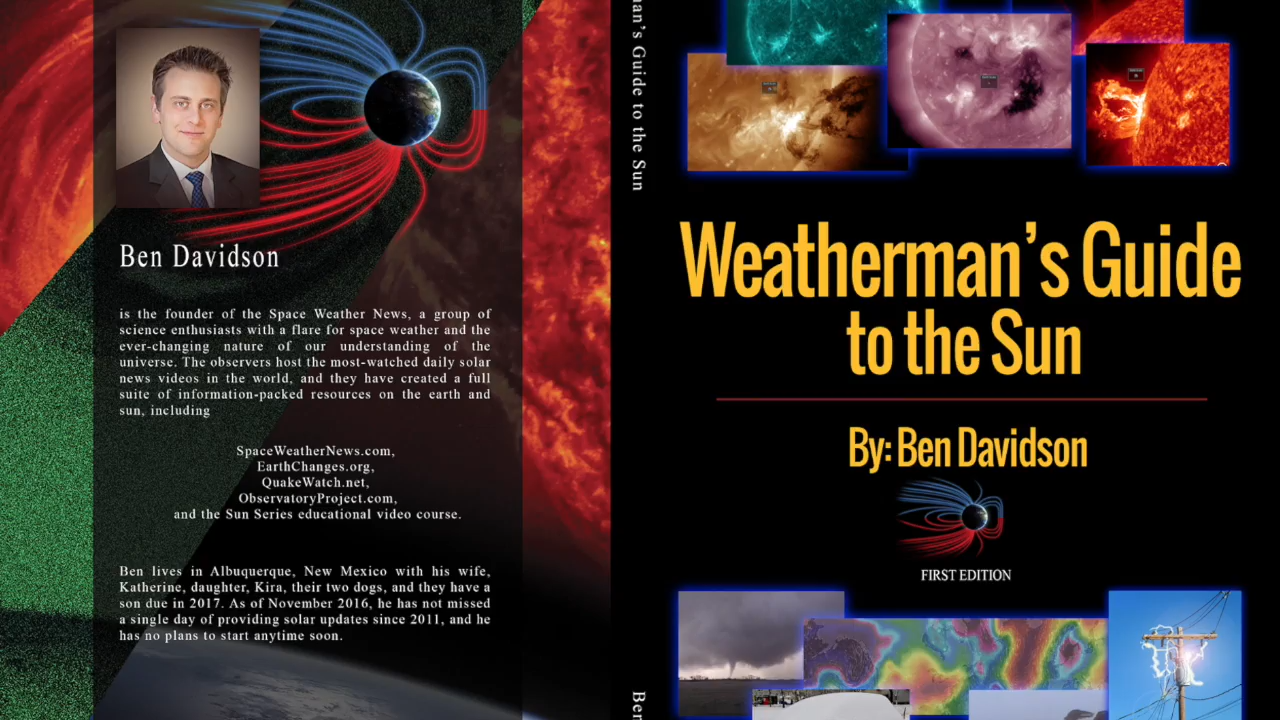 Ben Davidson
is the founder of the Space Weather News, a group of
science enthusiasts with a flare for space weather and the
ever-changing nature of our understanding of the
universe. The observers host the most-watched daily solar
news videos in the world, and they have created a full
suite of information-packed resources on the earth and
sun, including
SpaceWeatherNews.com,
EarthChanges.org,
QuakeWatch.net,
ObservatoryProject.com,
and the Sun Series educational video course.
Ben lives in Albuquerque, New Mexico with his wife,
Katherine, daughter, Kira, their two dogs, and they have a
son due in 2017. As of November 2016, he has not missed
a single day of providing solar updates since 2011, and he
has no plans to start anytime soon.
man's Guide to the Sun
Ben
Weatherman's Guide
to the Sun
By: Ben Davidson
FIRST EDITION